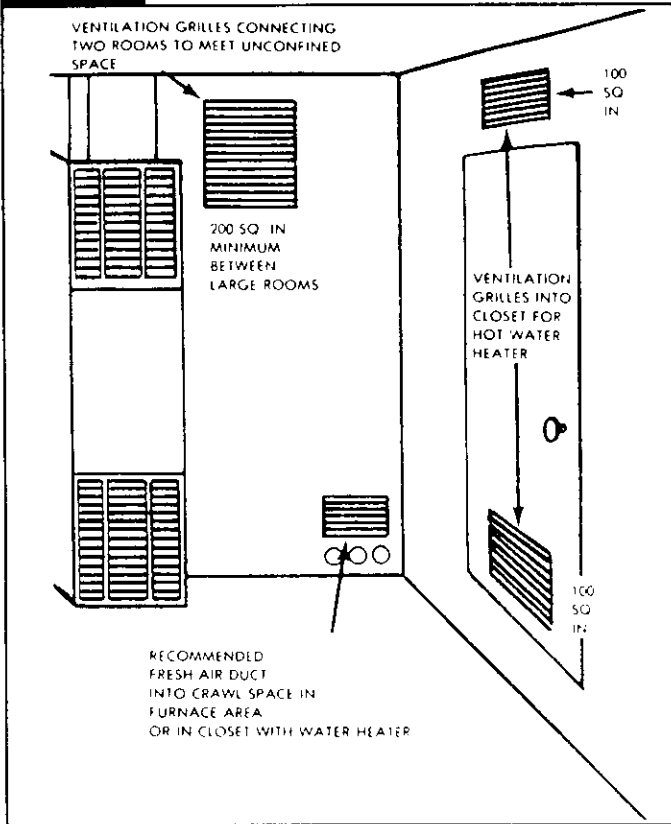 VENTILATION GRILLES CONNECTING
TWO ROOMS TO MEET UNCONFINED
SPACE
100
SQ
IN
200 SQ IN
MINIMUM
BETWEEN
LARGE ROOMS
VENTILATION
GRILLES INTO
CLOSET FOR
HOT WATER
HEATER
100
SQ
IN
RECOMMENDED
FRESH AIR DUCT
INTO CRAWL SPACE IN
FURNACE AREA
OR IN CLOSET WITH WATER HEATER